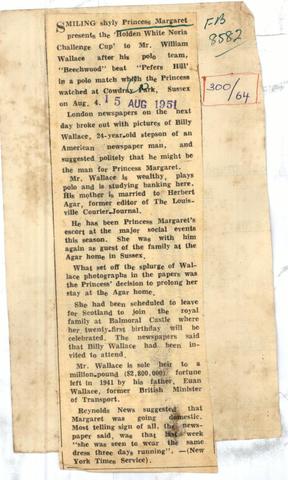 SMILING shyly Princess Margaret
presents the 'Holden White Noria
Challenge Cup' to Mr. William
Wallace after his polo team,
"Beechwood" beat "Pefers Hill'
in a polo match which the Princess
watched at Cowdray Park, Sussex
on Aug. 4.
15 AUG 1951
London newspapers on the next
day broke out with pictures of Billy
Wallace, 24-year-old stepson of an
American newspaper man, and
suggested politely that he might be
the man for Princess Margaret.
Mr. Wallace is wealthy, plays
polo and is studying banking here.
His mother is married to Herbert
Agar, former editor of The Louis-
ville Courier-Journal.
He has been Princess Margaret's
escort at the major social events
this season. She was with him
again as guest of the family at the
Agar home in Sussex.
What set off the splurge of Wal-
lace photographs in the papers was
the Princess' decision to prolong her
stay at the Agar home.
She had been scheduled to leave
for Scotland to join the royal
family at Balmoral Castle where
her twenty-first birthday will be
celebrated. The newspapers said
that Billy Wallace had been in-
vited to attend.
Mr. Wallace is sole heir to a
million-pound ($2,800,000) fortune
left in 1941 by his father, Euan
Wallace, former British Minister
of Transport.
Reynolds News suggested that
Margaret was going domestic.
Most telling sign of all, the news-
paper said, was that last week
"she was seen to wear the same
dress three days running". —(New
York Times Service).
FB
8582
300/64